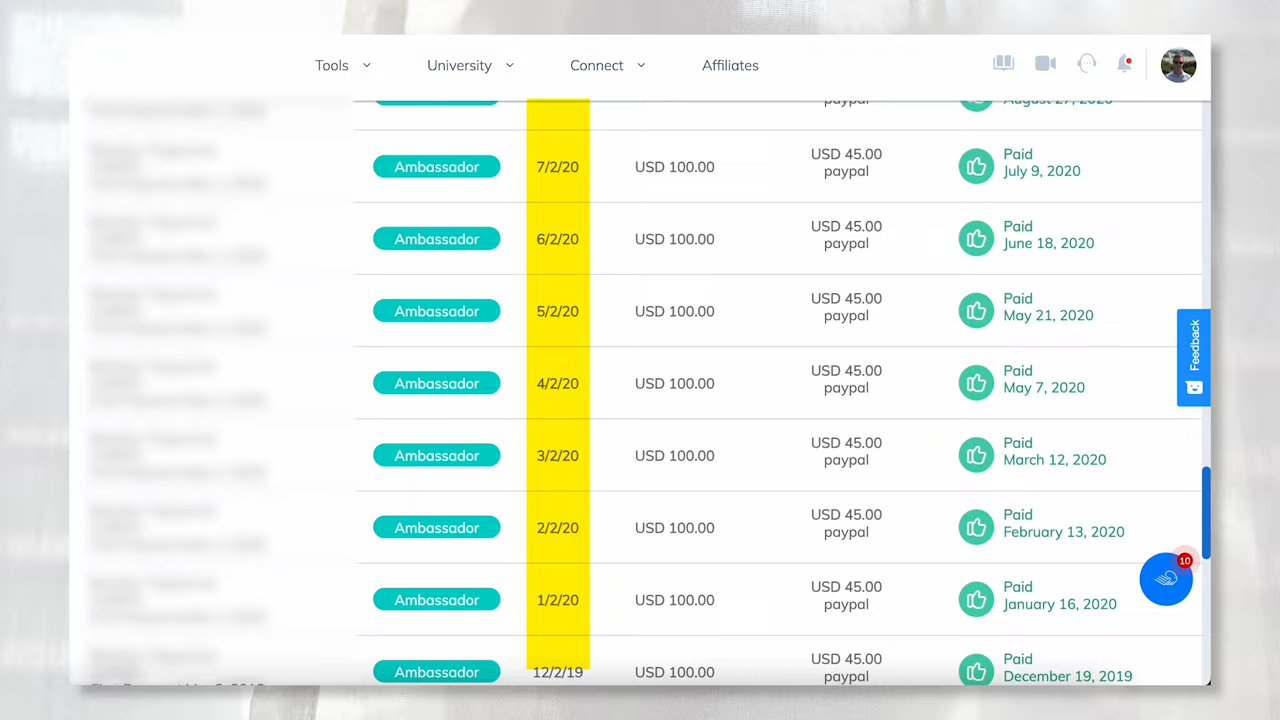 Tools
University
Connect
Affiliates
paypal
August 27, 2020
Ambassador 7/2/20 USD 100.00 USD 45.00 paypal Paid July 9, 2020
Ambassador 6/2/20 USD 100.00 USD 45.00 paypal Paid June 18, 2020
Ambassador 5/2/20 USD 100.00 USD 45.00 paypal Paid May 21, 2020
Ambassador 4/2/20 USD 100.00 USD 45.00 paypal Paid May 7, 2020
Ambassador 3/2/20 USD 100.00 USD 45.00 paypal Paid March 12, 2020
Ambassador 2/2/20 USD 100.00 USD 45.00 paypal Paid February 13, 2020
Ambassador 1/2/20 USD 100.00 USD 45.00 paypal Paid January 16, 2020
Ambassador 12/2/19 USD 100.00 USD 45.00 paypal Paid December 19, 2019
Feedback
10